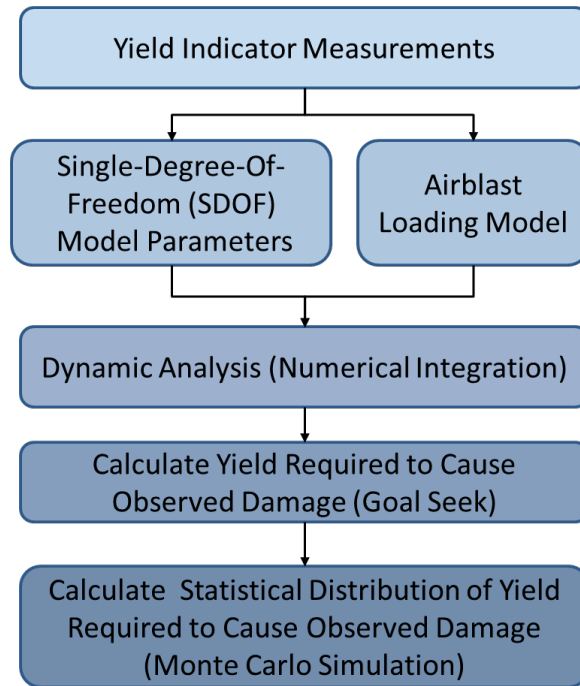 Yield Indicator Measurements
Single-Degree-Of-
Freedom (SDOF)
Model Parameters
Airblast
Loading Model
Dynamic Analysis (Numerical Integration)
Calculate Yield Required to Cause
Observed Damage (Goal Seek)
Calculate Statistical Distribution of Yield
Required to Cause Observed Damage
(Monte Carlo Simulation)